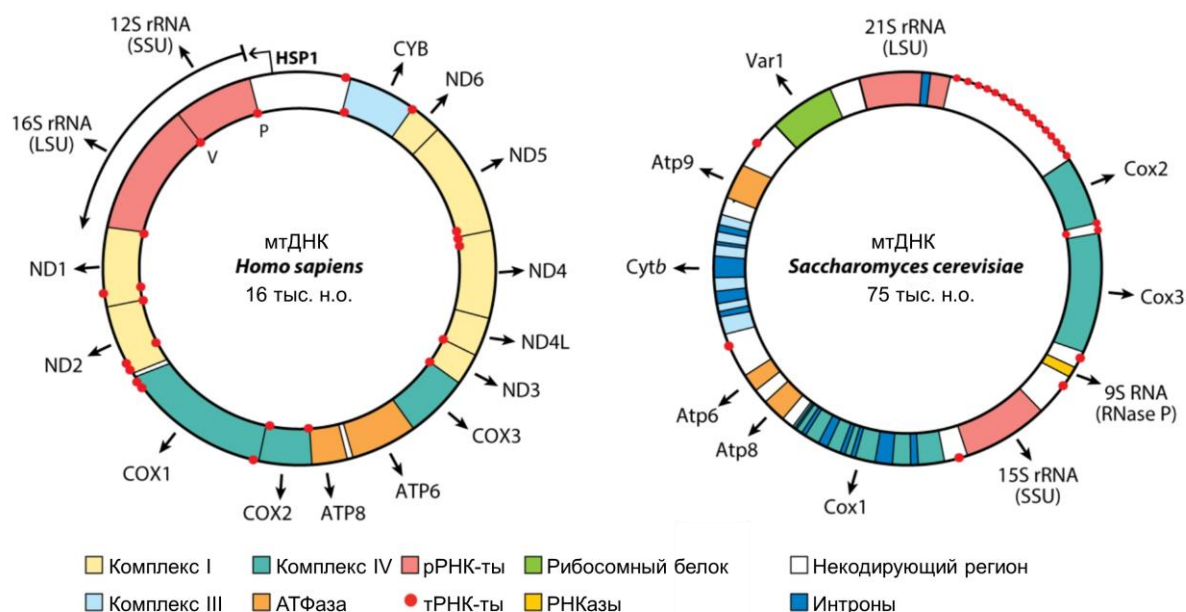 12S rRNA
(SSU)
HSP1
CYB
ND6
16S rRNA
(LSU)
P
V
ND5
мтДНК
Homo sapiens
16 тыс. н.о.
ND1
ND4
ND2
ND4L
ND3
COX3
COX1
ATP6
COX2
ATP8
21S rRNA
(LSU)
Var1
Atp9
Cox2
мтДНК
Saccharomyces cerevisiae
75 тыс. н.о.
Cytb
Cox3
9S RNA
(RNase P)
Atp6
Atp8
15S rRNA
(SSU)
Cox1
Комплекс I
Комплекс IV
рРНК-ты
Рибосомный белок
Некодирующий регион
Комплекс III
АТФаза
тРНК-ты
РНКазы
Интроны